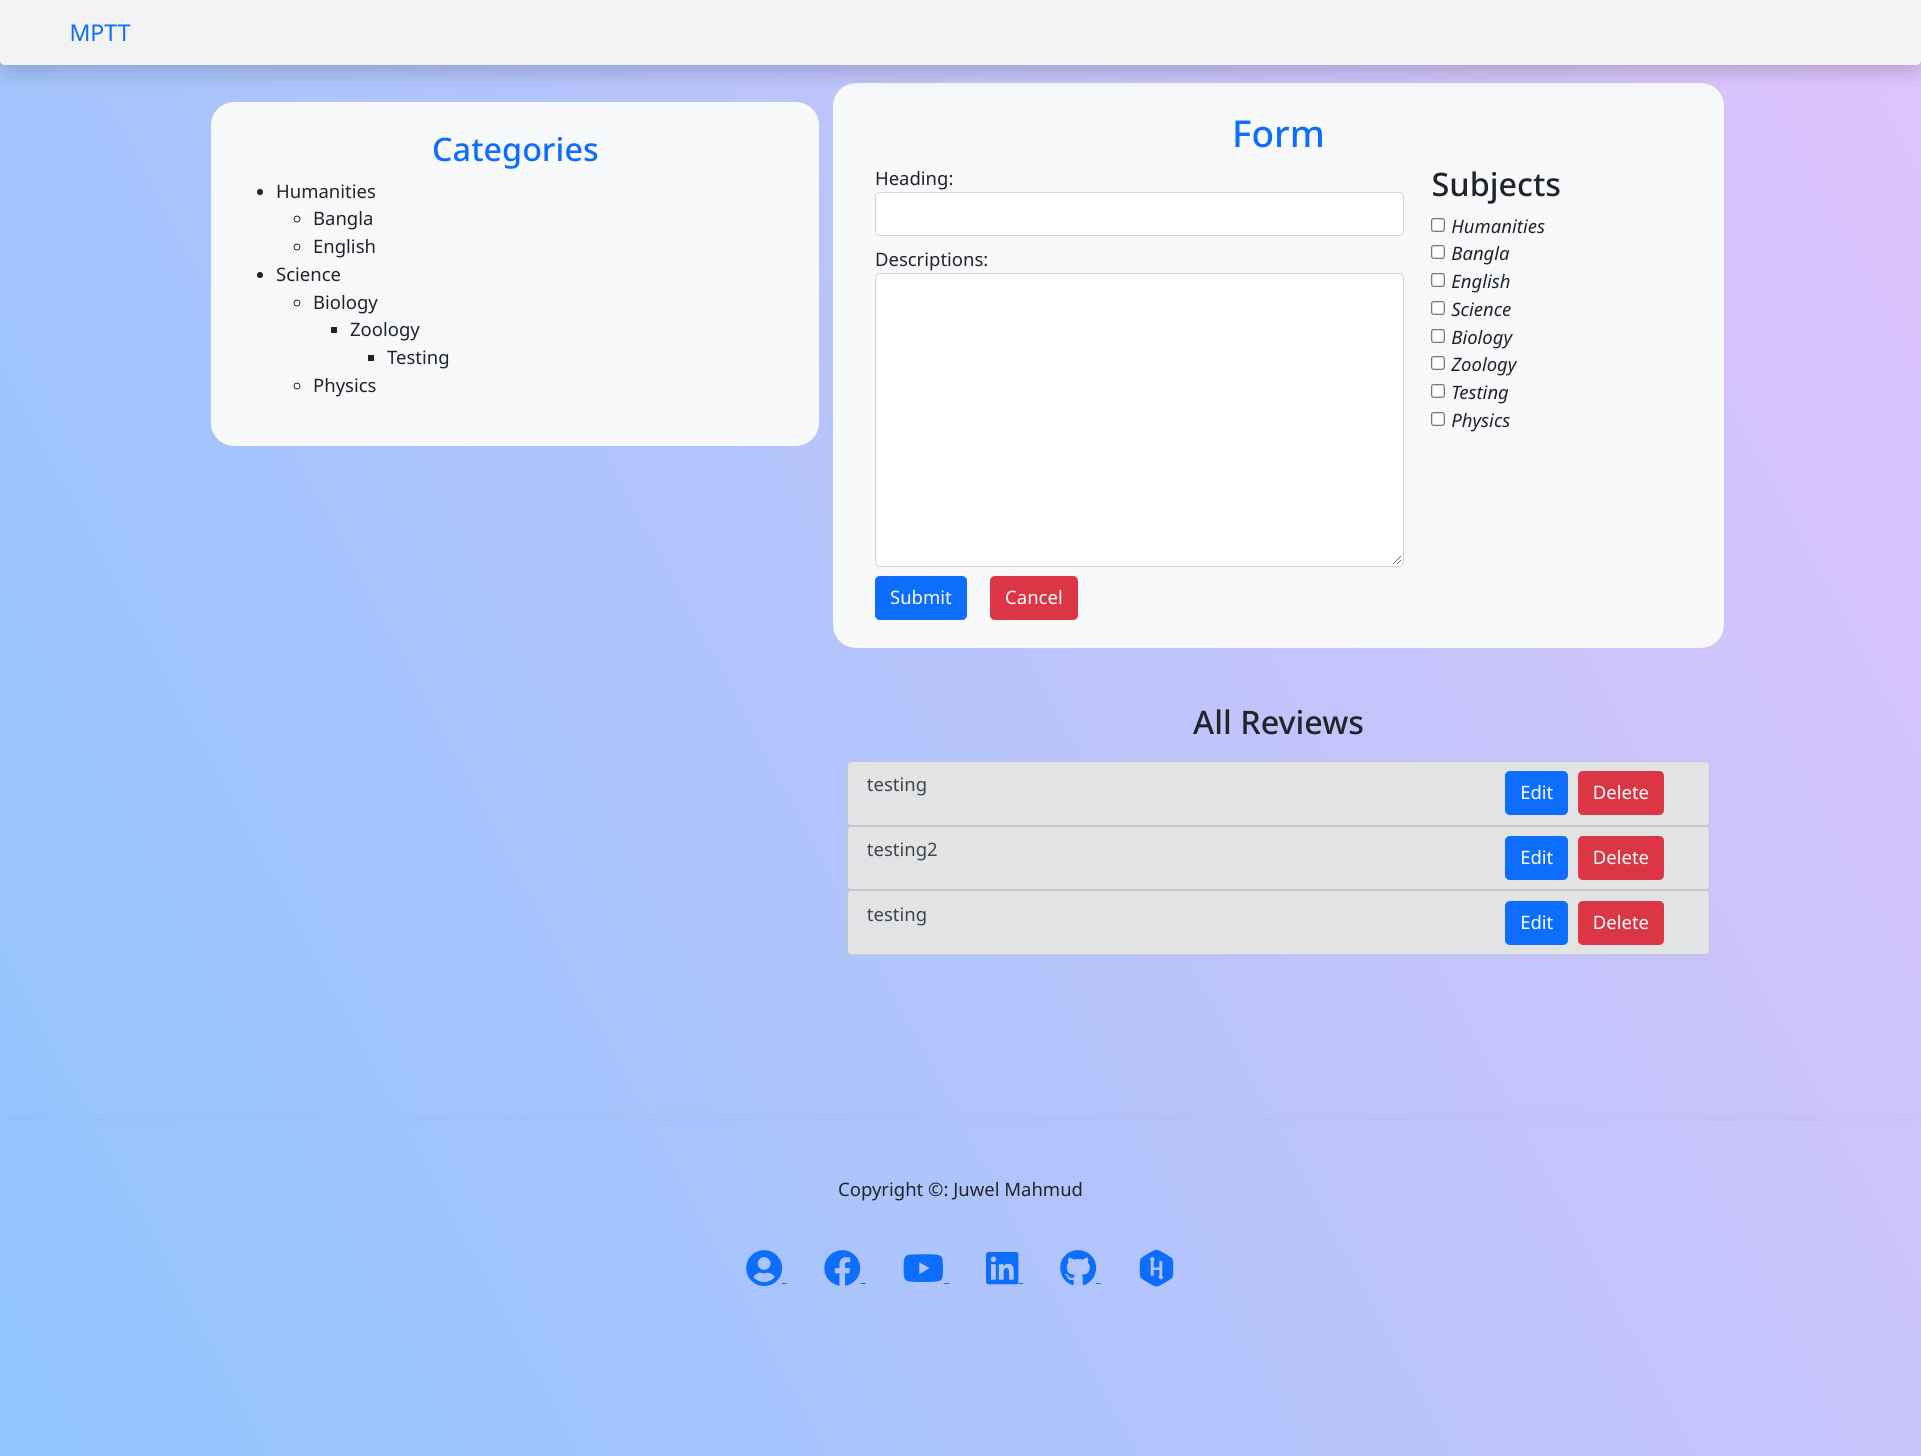 MPTT
Categories
Humanities
Bangla
English
Science
Biology
Zoology
Testing
Physics
Form
Heading:
Descriptions:
Submit Cancel
Subjects
Humanities
Bangla
English
Science
Biology
Zoology
Testing
Physics
All Reviews
testing Edit Delete
testing2 Edit Delete
testing Edit Delete
Copyright ©: Juwel Mahmud